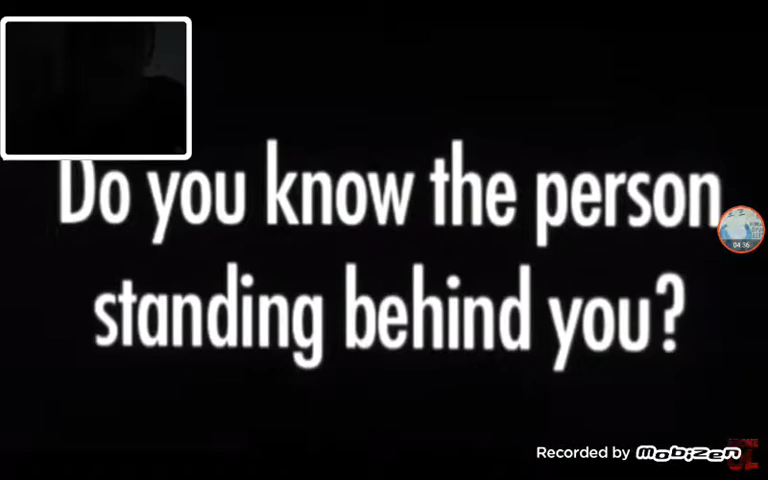 Do you know the person
standing behind you?
04:36
Recorded by Mobizen